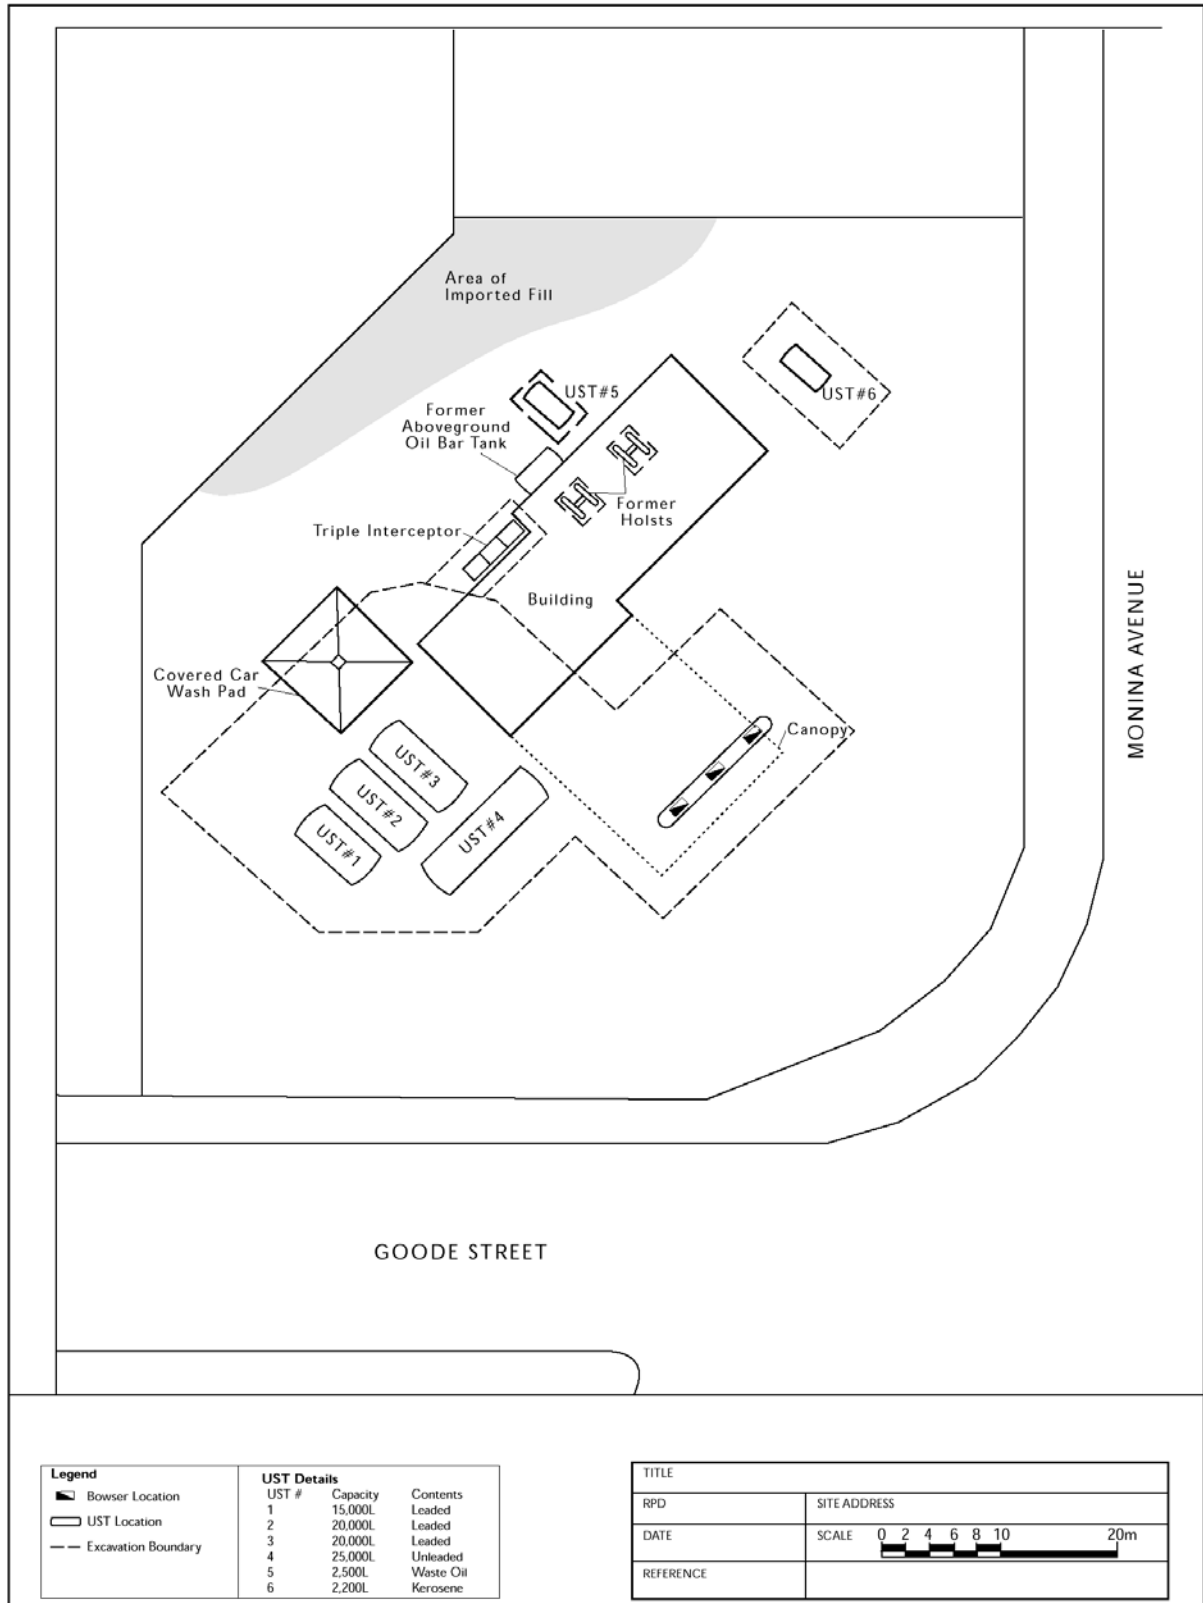 Area of
Imported Fill
UST#5
UST#6
Former
Aboveground
Oil Bar Tank
Former
Hoists
Triple Interceptor
Building
Covered Car
Wash Pad
Canopy
UST#3
UST#2
UST#1
UST#4
MONINA AVENUE
GOODE STREET
Legend
Bowser Location
UST Location
Excavation Boundary
UST Details
UST # Capacity Contents
1 15,000L Leaded
2 20,000L Leaded
3 20,000L Leaded
4 25,000L Unleaded
5 2,500L Waste Oil
6 2,200L Kerosene
TITLE
RPD SITE ADDRESS
DATE SCALE 0 2 4 6 8 10 20m
REFERENCE